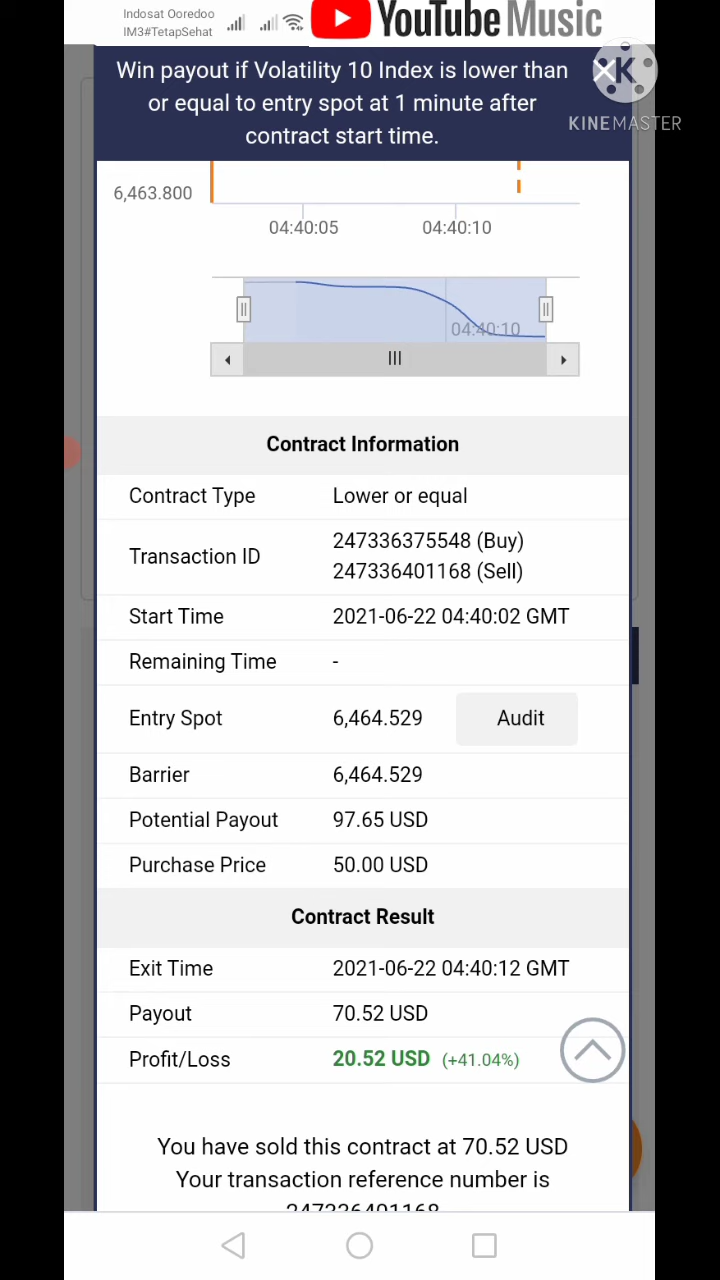 Indosat Ooredoo
IM3#TetapSehat
YouTube Music
Win payout if Volatility 10 Index is lower than
or equal to entry spot at 1 minute after
contract start time.
K
KINEMASTER
6,463.800
04:40:05 04:40:10
04:40:10
Contract Information
Contract Type Lower or equal
Transaction ID 247336375548 (Buy)
247336401168 (Sell)
Start Time 2021-06-22 04:40:02 GMT
Remaining Time -
Entry Spot 6,464.529 Audit
Barrier 6,464.529
Potential Payout 97.65 USD
Purchase Price 50.00 USD
Contract Result
Exit Time 2021-06-22 04:40:12 GMT
Payout 70.52 USD
Profit/Loss 20.52 USD (+41.04%)
You have sold this contract at 70.52 USD
Your transaction reference number is
247336401168